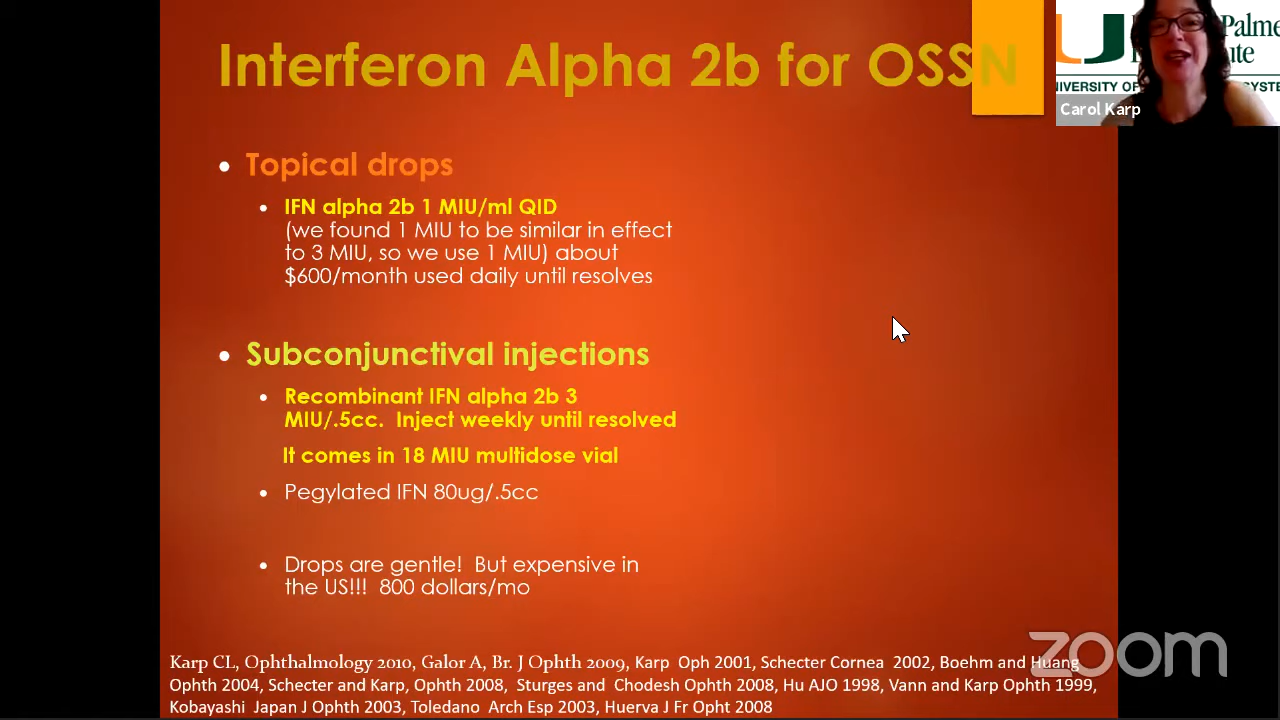 Interferon Alpha 2b for OSSN
Palme
ute
NIVERSITY OF
SYSTE
Carol Karp
• Topical drops
• IFN alpha 2b 1 MIU/ml QID
(we found 1 MIU to be similar in effect
to 3 MIU, so we use 1 MIU) about
$600/month used daily until resolves
• Subconjunctival injections
• Recombinant IFN alpha 2b 3
MIU/.5cc. Inject weekly until resolved
It comes in 18 MIU multidose vial
• Pegylated IFN 80ug/.5cc
• Drops are gentle! But expensive in
the US!!! 800 dollars/mo
Karp CL, Ophthalmology 2010, Galor A, Br. J Ophth 2009, Karp Oph 2001, Schecter Cornea 2002, Boehm and Huang
Ophth 2004, Schecter and Karp, Ophth 2008, Sturges and Chodesh Ophth 2008, Hu AJO 1998, Vann and Karp Ophth 1999,
Kobayashi Japan J Ophth 2003, Toledano Arch Esp 2003, Huerva J Fr Opht 2008
zoom